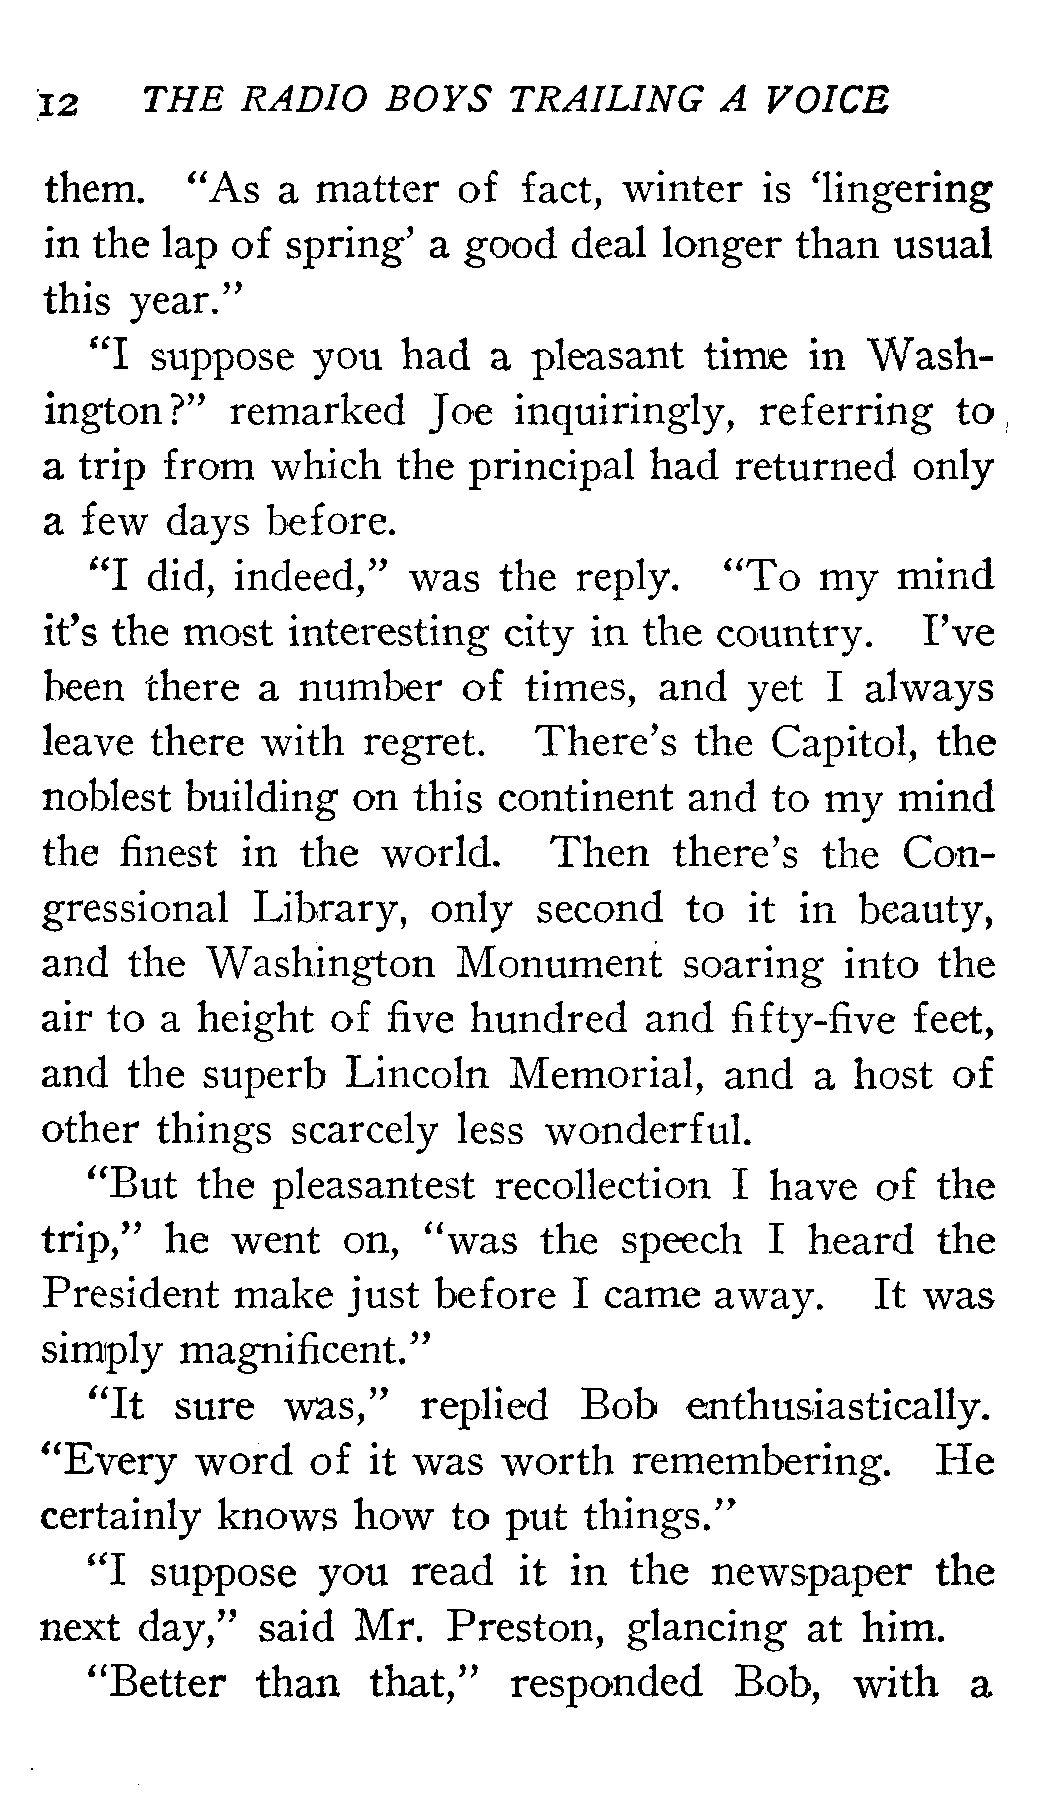 12 THE RADIO BOYS TRAILING A VOICE
them. “As a matter of fact, winter is ‘lingering
in the lap of spring’ a good deal longer than usual
this year.”
“I suppose you had a pleasant time in Wash-
ington?” remarked Joe inquiringly, referring to
a trip from which the principal had returned only
a few days before.
“I did, indeed,” was the reply. “To my mind
it’s the most interesting city in the country. I’ve
been there a number of times, and yet I always
leave there with regret. There’s the Capitol, the
noblest building on this continent and to my mind
the finest in the world. Then there’s the Con-
gressional Library, only second to it in beauty,
and the Washington Monument soaring into the
air to a height of five hundred and fifty-five feet,
and the superb Lincoln Memorial, and a host of
other things scarcely less wonderful.
“But the pleasantest recollection I have of the
trip,” he went on, “was the speech I heard the
President make just before I came away. It was
simply magnificent.”
“It sure was,” replied Bob enthusiastically.
“Every word of it was worth remembering. He
certainly knows how to put things.”
“I suppose you read it in the newspaper the
next day,” said Mr. Preston, glancing at him.
“Better than that,” responded Bob, with a